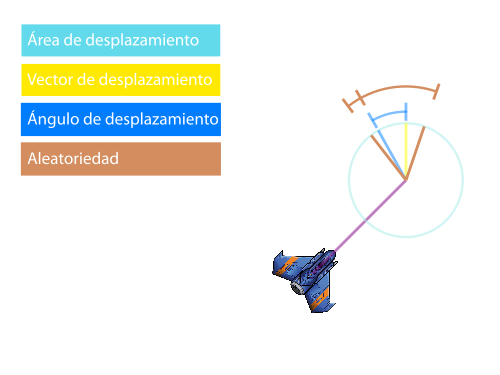 Área de desplazamiento
Vector de desplazamiento
Ángulo de desplazamiento
Aleatoriedad